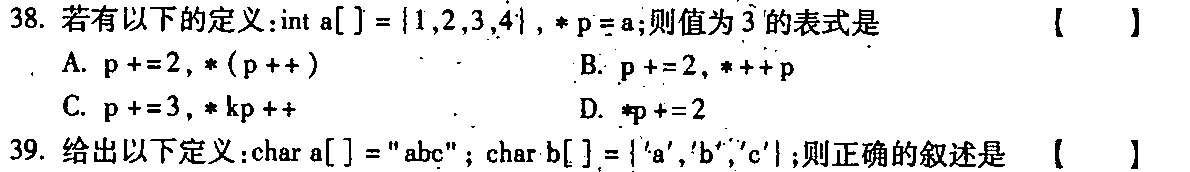 38. 若有以下的定义:int a[ ] = {1,2,3,4} , * p = a;则值为 3 的表式是 【 】
A. p +=2, * (p ++ )
B. p +=2, * ++ p
C. p +=3, * kp ++
D. *p +=2
39. 给出以下定义:char a[ ] = "abc" ; char b[ ] = {'a','b','c'} ;则正确的叙述是 【 】